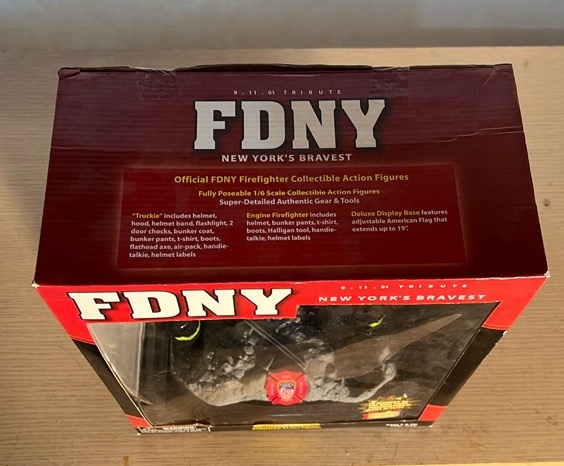 9.11.01 TRIBUTE
FDNY
NEW YORK'S BRAVEST
Official FDNY Firefighter Collectible Action Figures
Fully Poseable 1/6 Scale Collectible Action Figures
Super-Detailed Authentic Gear & Tools
"Truckie" includes helmet,
hood, helmet band, flashlight, 2
door chocks, bunker coat,
bunker pants, t-shirt, boots,
flathead axe, air-pack, handie-
talkie, helmet labels
Engine Firefighter includes
helmet, bunker pants, t-shirt,
boots, Halligan tool, handie-
talkie, helmet labels
Deluxe Display Base features
adjustable American Flag that
extends up to 19".
FDNY
9.11.01 TRIBUTE
NEW YORK'S BRAVEST
WARNING: